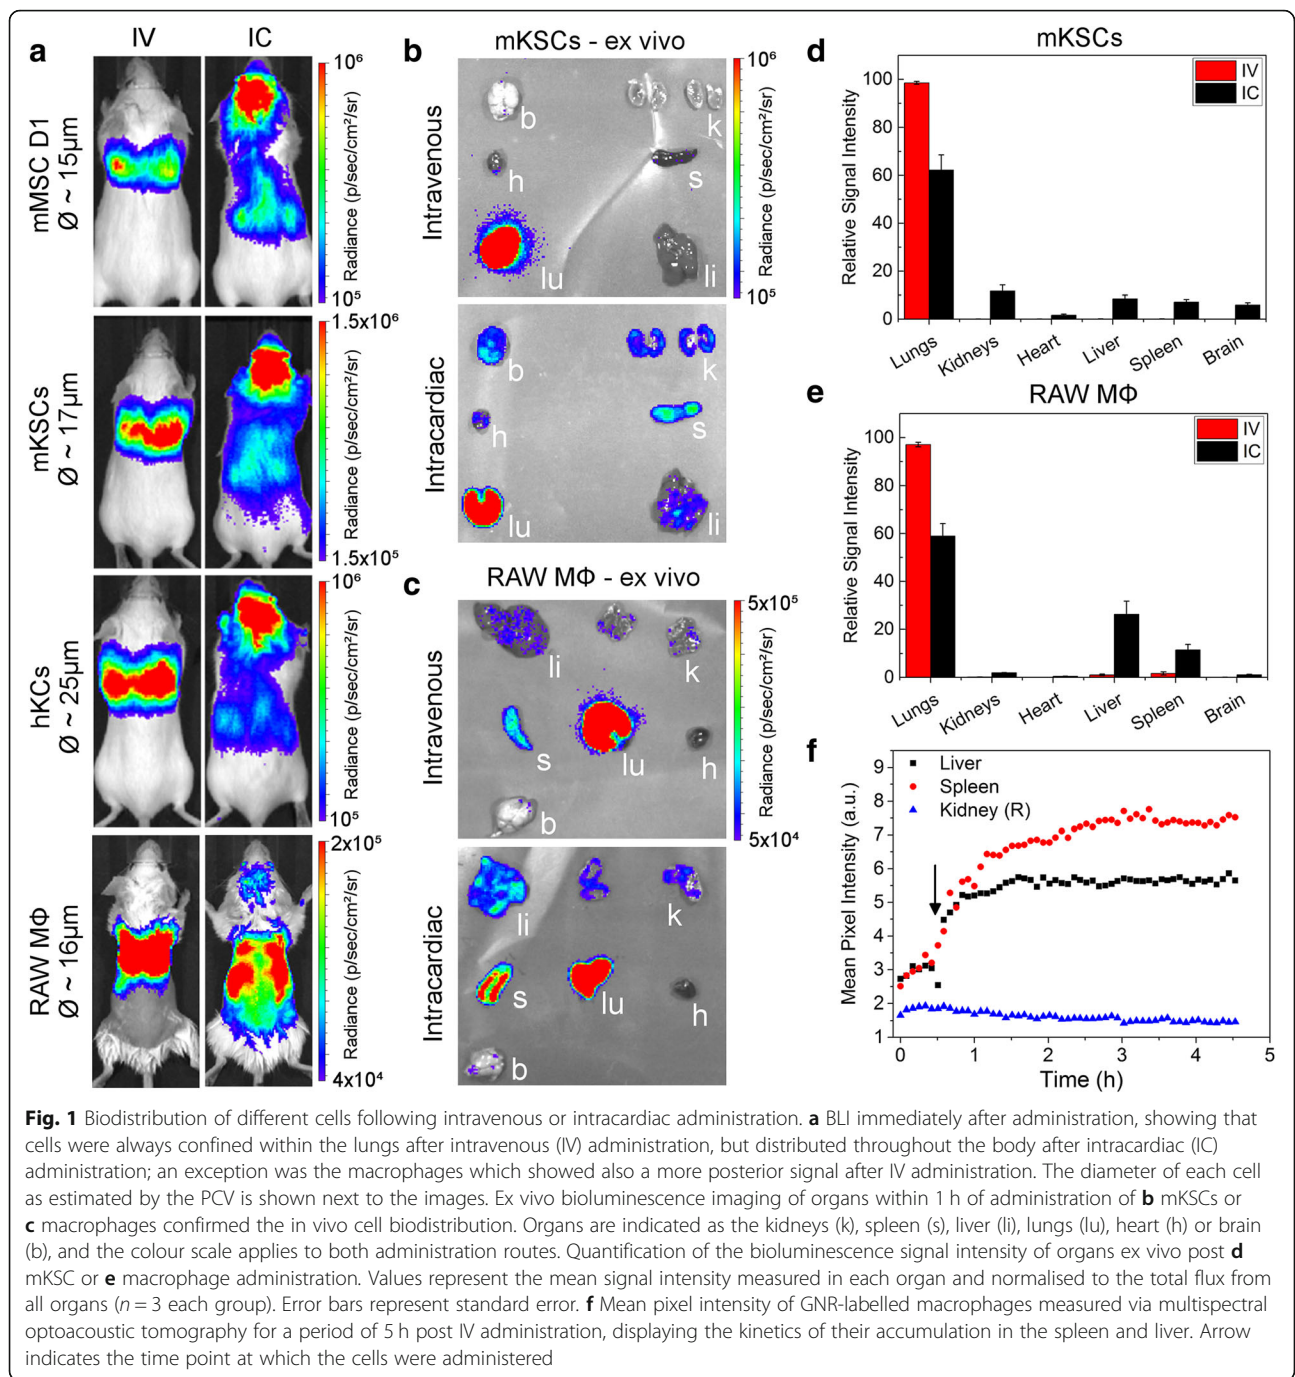 a
IV
IC
mMSC D1
Ø ~ 15µm
10⁶
Radiance (p/sec/cm²/sr)
10⁵
mKSCs
Ø ~ 17µm
1.5x10⁶
Radiance (p/sec/cm²/sr)
1.5x10⁵
hKCs
Ø ~ 25µm
10⁶
Radiance (p/sec/cm²/sr)
10⁵
RAW MΦ
Ø ~ 16µm
2x10⁵
Radiance (p/sec/cm²/sr)
4x10⁴
b
mKSCs - ex vivo
Intravenous
b
k
h
s
lu
li
Intracardiac
b
k
h
s
lu
li
10⁶
Radiance (p/sec/cm²/sr)
10⁵
c
RAW MΦ - ex vivo
Intravenous
li
k
s
lu
h
b
Intracardiac
li
k
s
lu
h
b
5x10⁵
Radiance (p/sec/cm²/sr)
5x10⁴
d
mKSCs
IV
IC
Relative Signal Intensity
100
80
60
40
20
0
Lungs
Kidneys
Heart
Liver
Spleen
Brain
e
RAW MΦ
IV
IC
Relative Signal Intensity
100
80
60
40
20
0
Lungs
Kidneys
Heart
Liver
Spleen
Brain
f
Liver
Spleen
Kidney (R)
Mean Pixel Intensity (a.u.)
9
8
7
6
5
4
3
2
1
0
1
2
3
4
5
Time (h)
Fig. 1 Biodistribution of different cells following intravenous or intracardiac administration. a BLI immediately after administration, showing that
cells were always confined within the lungs after intravenous (IV) administration, but distributed throughout the body after intracardiac (IC)
administration; an exception was the macrophages which showed also a more posterior signal after IV administration. The diameter of each cell
as estimated by the PCV is shown next to the images. Ex vivo bioluminescence imaging of organs within 1 h of administration of b mKSCs or
c macrophages confirmed the in vivo cell biodistribution. Organs are indicated as the kidneys (k), spleen (s), liver (li), lungs (lu), heart (h) or brain
(b), and the colour scale applies to both administration routes. Quantification of the bioluminescence signal intensity of organs ex vivo post d
mKSC or e macrophage administration. Values represent the mean signal intensity measured in each organ and normalised to the total flux from
all organs (n = 3 each group). Error bars represent standard error. f Mean pixel intensity of GNR-labelled macrophages measured via multispectral
optoacoustic tomography for a period of 5 h post IV administration, displaying the kinetics of their accumulation in the spleen and liver. Arrow
indicates the time point at which the cells were administered